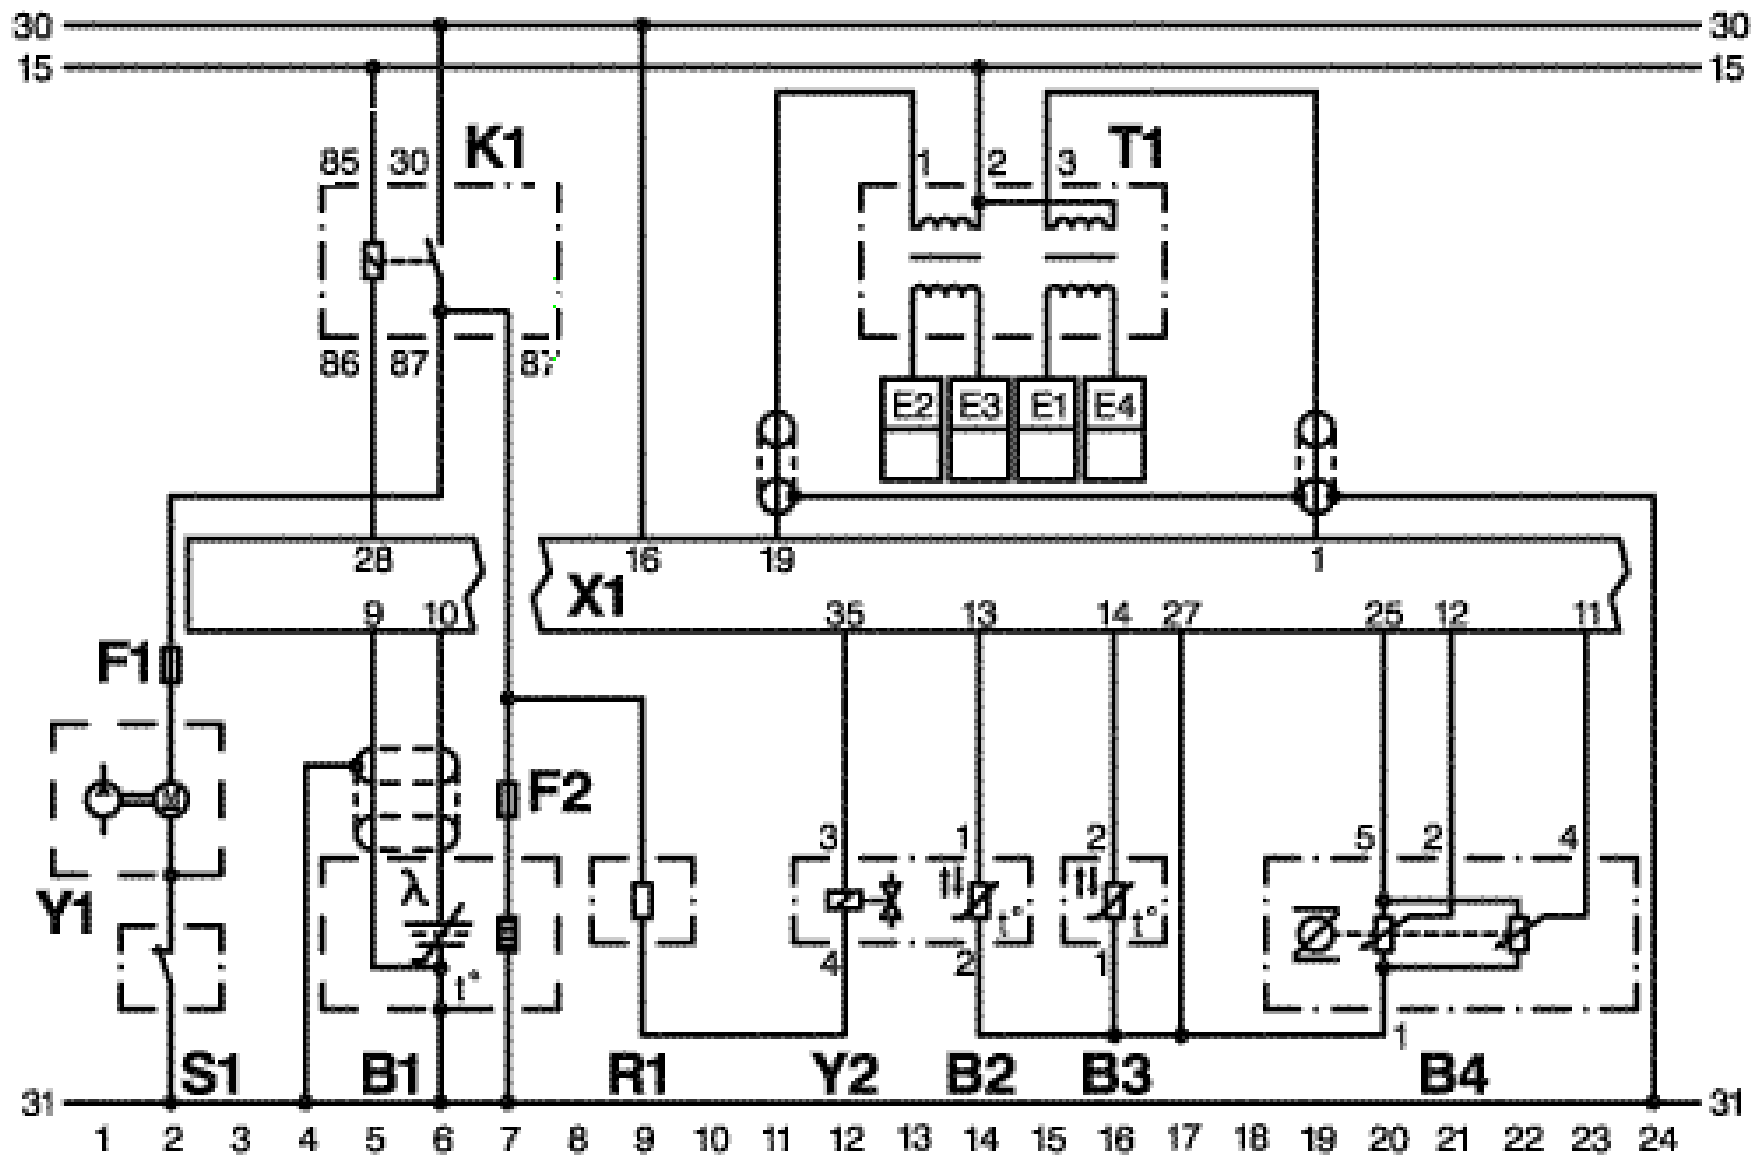 30 30
15 15
K1 T1
85 30 1 2 3
86 87 87
E2 E3 E1 E4
28 16 19 1
X1
9 10 35 13 14 27 25 12 11
F1
F2
M
3 1 2 5 2 4
Y1 λ
t° t°
4 2 1
t°
1
S1 B1 R1 Y2 B2 B3 B4
31 31
1 2 3 4 5 6 7 8 9 10 11 12 13 14 15 16 17 18 19 20 21 22 23 24